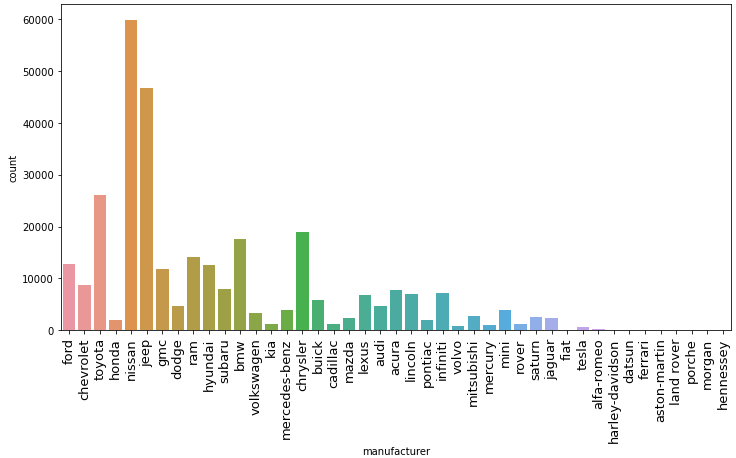 60000
50000
40000
30000
20000
10000
0
count
ford
chevrolet
toyota
honda
nissan
jeep
gmc
dodge
ram
hyundai
subaru
bmw
volkswagen
kia
mercedes-benz
chrysler
buick
cadillac
mazda
lexus
audi
acura
lincoln
pontiac
infiniti
volvo
mitsubishi
mercury
mini
rover
saturn
jaguar
fiat
tesla
alfa-romeo
harley-davidson
datsun
ferrari
aston-martin
land rover
porche
morgan
hennessey
manufacturer